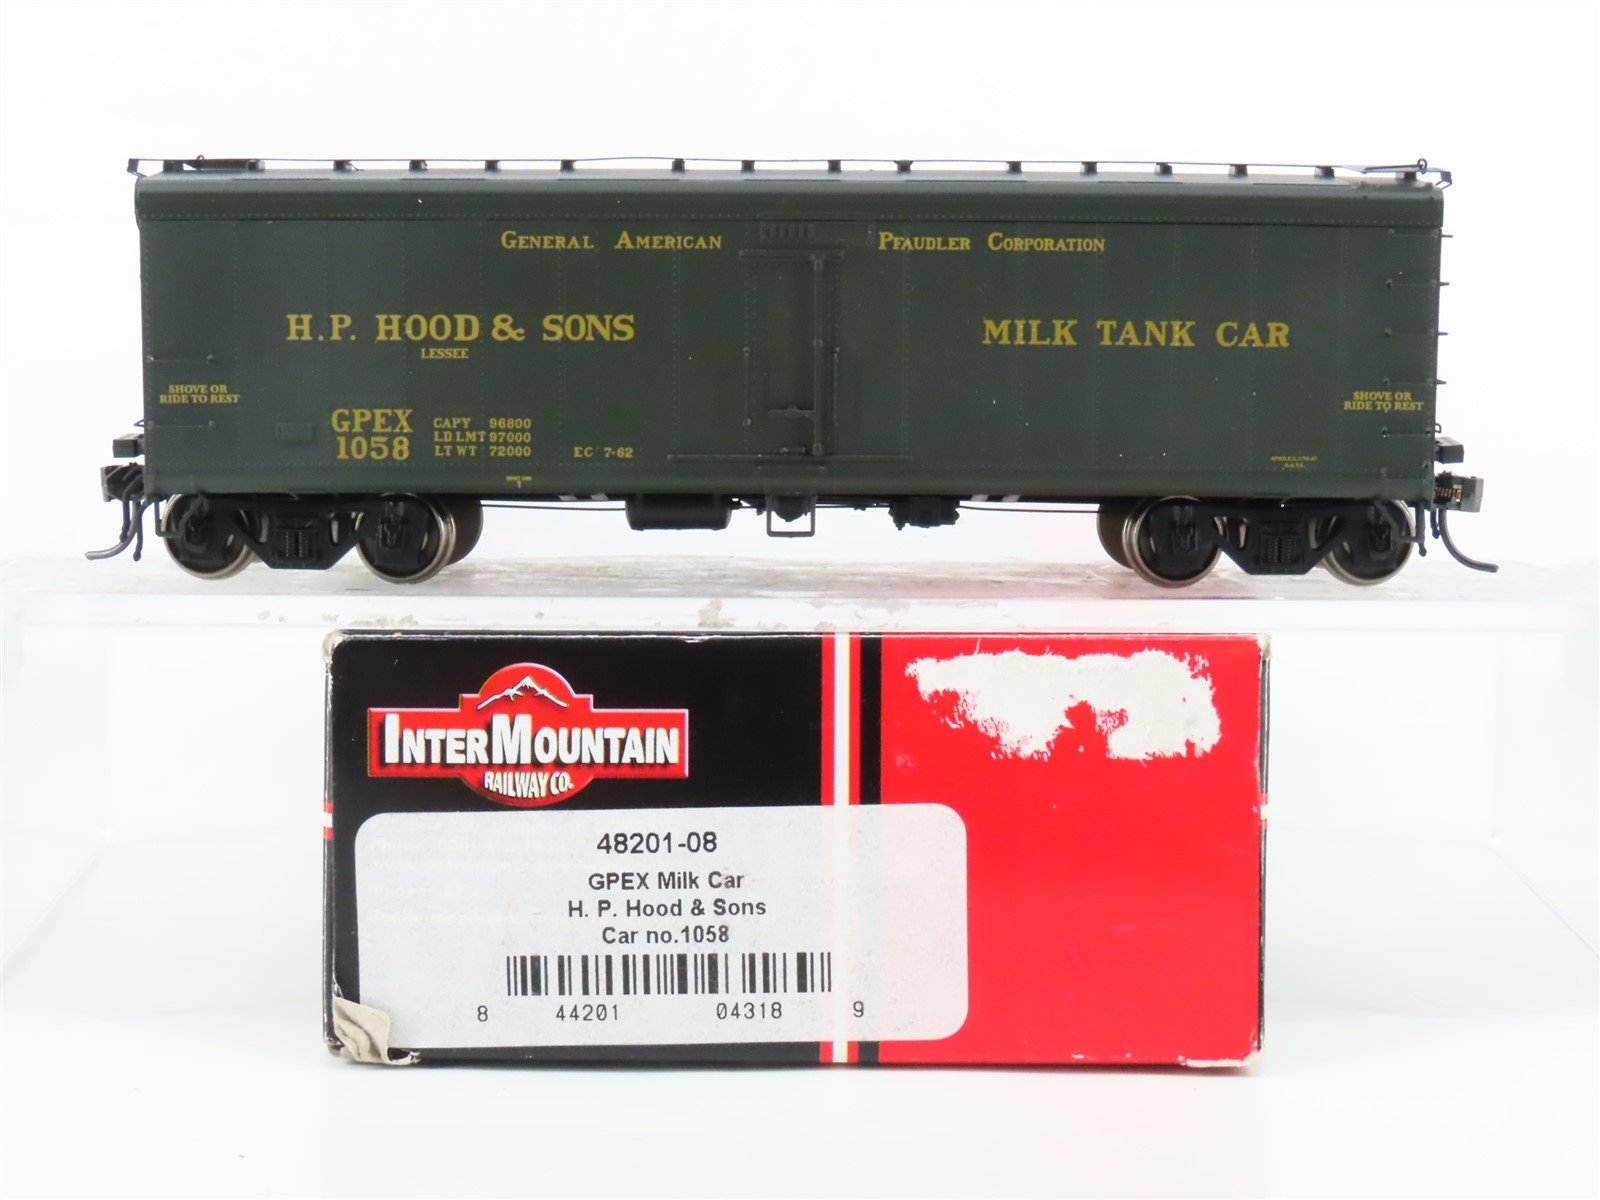 GENERAL AMERICAN PFAUDLER CORPORATION
H.P. HOOD & SONS
LESSEE
MILK TANK CAR
SHOVE OR
RIDE TO REST
GPEX
1058
CAPY 96800
LD LMT 97000
LT WT 72000
EC 7-62
SHOVE OR
RIDE TO REST
INTERMOUNTAIN
RAILWAY CO.
48201-08
GPEX Milk Car
H. P. Hood & Sons
Car no.1058
8 44201 04318 9